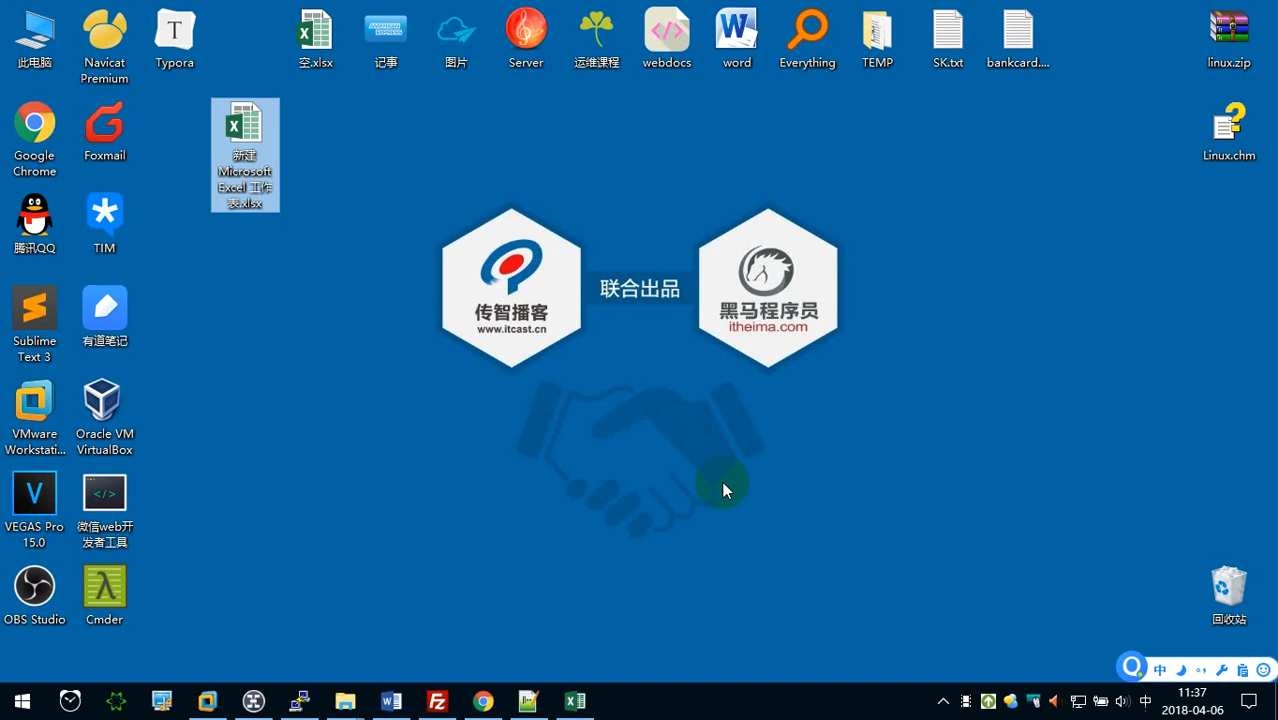 此电脑
Navicat
Premium
Typora
空.xlsx
记事
图片
Server
运维课程
webdocs
word
Everything
TEMP
SK.txt
bankcard....
linux.zip
Google
Chrome
Foxmail
新建
Microsoft
Excel 工作
表.xlsx
Linux.chm
腾讯QQ
TIM
传智播客
www.itcast.cn
联合出品
黑马程序员
itheima.com
Sublime
Text 3
有道笔记
VMware
Workstati...
Oracle VM
VirtualBox
VEGAS Pro
15.0
微信web开
发者工具
OBS Studio
Cmder
回收站
中
中
11:37
2018-04-06